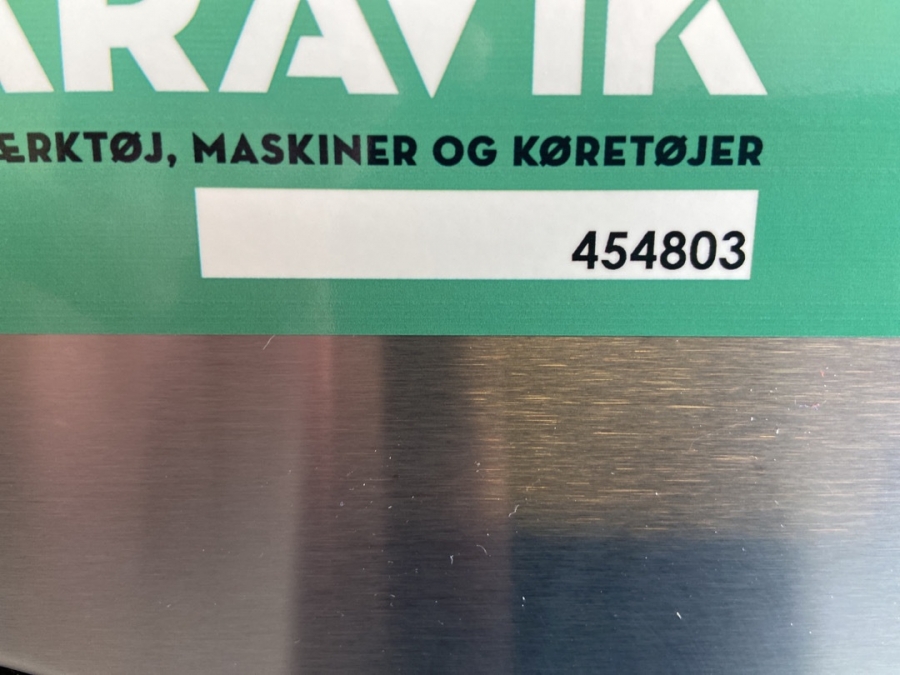 ARAVIK
ÆRKTØJ, MASKINER OG KØRETØJER
454803